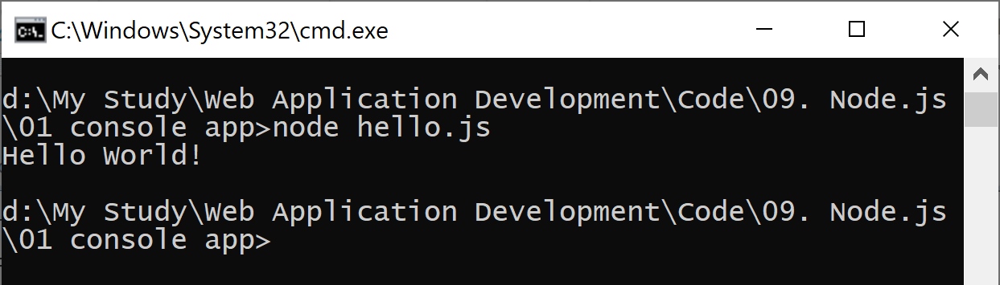 C:\Windows\System32\cmd.exe
d:\My Study\Web Application Development\Code\09. Node.js
\01 console app>node hello.js
Hello World!
d:\My Study\Web Application Development\Code\09. Node.js
\01 console app>